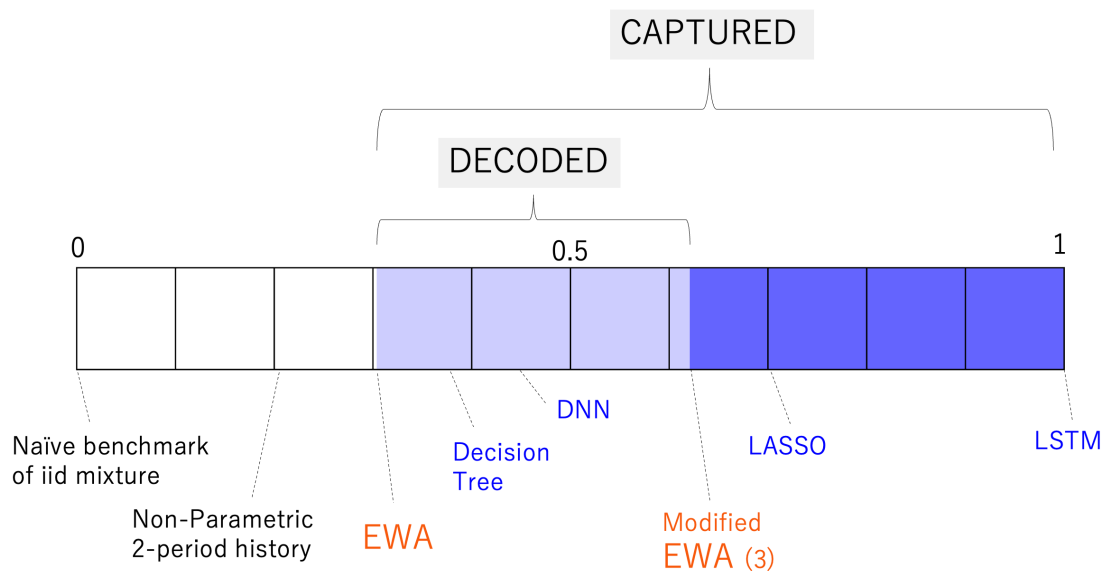 CAPTURED
DECODED
0
0.5
1
Naïve benchmark
of iid mixture
Non-Parametric
2-period history
EWA
Decision
Tree
DNN
Modified
EWA (3)
LASSO
LSTM